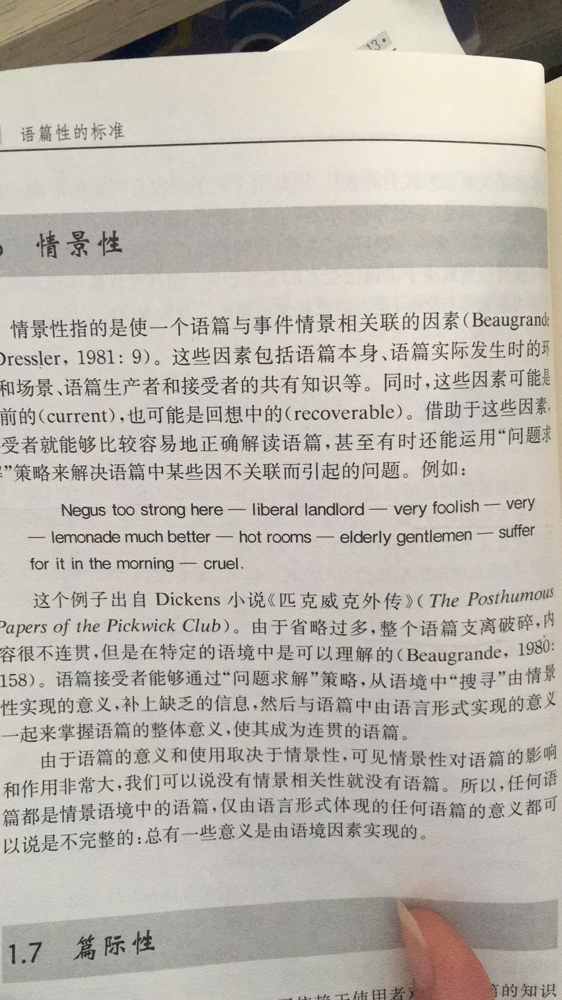 13·
语篇性的标准
情景性
情景性指的是使一个语篇与事件情景相关联的因素(Beaugrande
Dressler, 1981: 9)。这些因素包括语篇本身、语篇实际发生时的环
和场景、语篇生产者和接受者的共有知识等。同时,这些因素可能是
前的(current),也可能是回想中的(recoverable)。借助于这些因素,
受者就能够比较容易地正确解读语篇,甚至有时还能运用“问题求
解”策略来解决语篇中某些因不关联而引起的问题。例如:
Negus too strong here — liberal landlord — very foolish — very
— lemonade much better — hot rooms — elderly gentlemen — suffer
for it in the morning — cruel.
这个例子出自 Dickens 小说《匹克威克外传》(The Posthumous
Papers of the Pickwick Club)。由于省略过多,整个语篇支离破碎,内
容很不连贯,但是在特定的语境中是可以理解的(Beaugrande, 1980:
158)。语篇接受者能够通过“问题求解”策略,从语境中“搜寻”由情景
性实现的意义,补上缺乏的信息,然后与语篇中由语言形式实现的意义
一起来掌握语篇的整体意义,使其成为连贯的语篇。
由于语篇的意义和使用取决于情景性,可见情景性对语篇的影响
和作用非常大,我们可以说没有情景相关性就没有语篇。所以,任何语
篇都是情景语境中的语篇,仅由语言形式体现的任何语篇的意义都可
以说是不完整的:总有一些意义是由语境因素实现的。
1.7 篇际性
于使用者 篇的知识